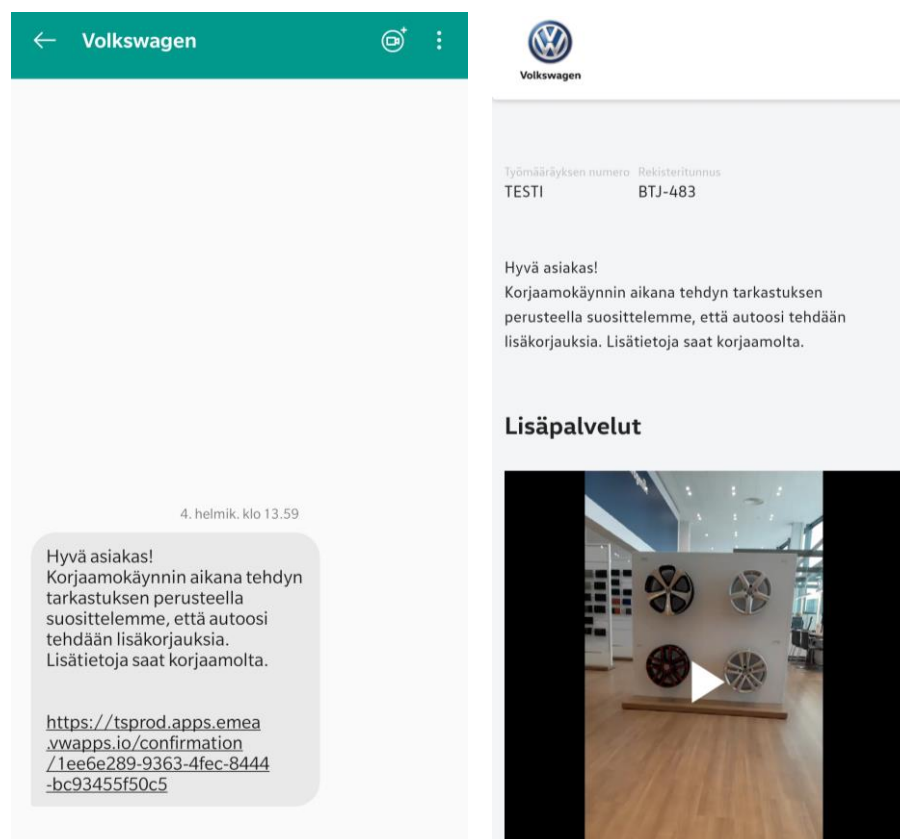 Volkswagen
4. helmik. klo 13.59
Hyvä asiakas!
Korjaamokäynnin aikana tehdyn
tarkastuksen perusteella
suosittelemme, että autoosi
tehdään lisäkorjauksia.
Lisätietoja saat korjaamolta.
https://tsprod.apps.emea
.vwapps.io/confirmation
/1ee6e289-9363-4fec-8444
-bc93455f50c5
Volkswagen
Työmääräyksen numero Rekisteritunnus
TESTI BTJ-483
Hyvä asiakas!
Korjaamokäynnin aikana tehdyn tarkastuksen
perusteella suosittelemme, että autoosi tehdään
lisäkorjauksia. Lisätietoja saat korjaamolta.
Lisäpalvelut